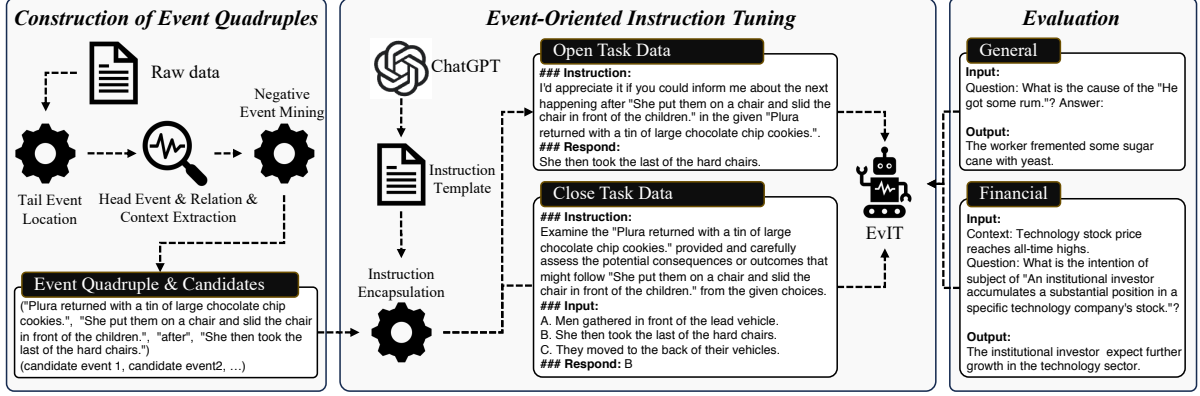 Construction of Event Quadruples
Raw data
Negative
Event Mining
Tail Event
Location
Head Event & Relation &
Context Extraction
Event Quadruple & Candidates
("Plura returned with a tin of large chocolate chip
cookies.", "She put them on a chair and slid the chair
in front of the children.", "after", "She then took the
last of the hard chairs.")
(candidate event 1, candidate event2, ...)
Event-Oriented Instruction Tuning
ChatGPT
Instruction
Template
Instruction
Encapsulation
Open Task Data
### Instruction:
I'd appreciate it if you could inform me about the next
happening after "She put them on a chair and slid the
chair in front of the children." in the given "Plura
returned with a tin of large chocolate chip cookies.".
### Respond:
She then took the last of the hard chairs.
Close Task Data
### Instruction:
Examine the "Plura returned with a tin of large
chocolate chip cookies." provided and carefully
assess the potential consequences or outcomes that
might follow "She put them on a chair and slid the
chair in front of the children." from the given choices.
### Input:
A. Men gathered in front of the lead vehicle.
B. She then took the last of the hard chairs.
C. They moved to the back of their vehicles.
### Respond: B
EvIT
Evaluation
General
Input:
Question: What is the cause of the "He
got some rum."? Answer:
Output:
The worker fremented some sugar
cane with yeast.
Financial
Input:
Context: Technology stock price
reaches all-time highs.
Question: What is the intention of
subject of "An institutional investor
accumulates a substantial position in a
specific technology company's stock."?
Output:
The institutional investor expect further
growth in the technology sector.